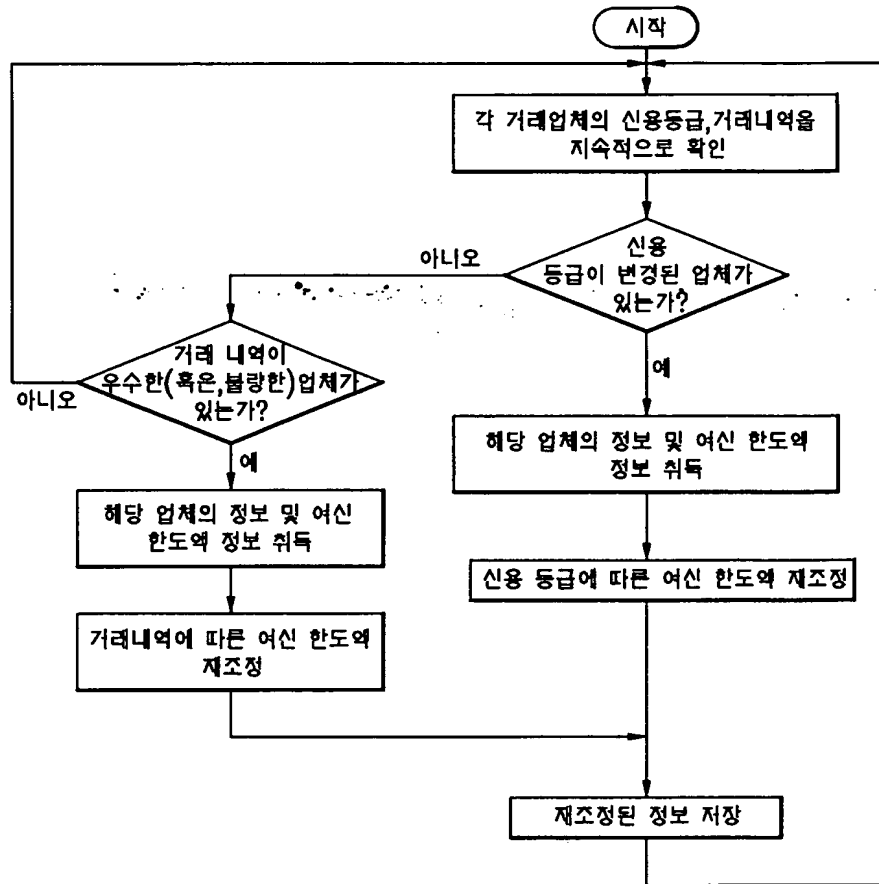 시작
각 거래업체의 신용등급,거래내역을
지속적으로 확인
신용
등급이 변경된 업체가
있는가?
아니오
예
거래 내역이
우수한(혹은,불량한)업체가
있는가?
아니오
예
해당 업체의 정보 및 여신 한도액
정보 취득
해당 업체의 정보 및 여신
한도액 정보 취득
신용 등급에 따른 여신 한도액 재조정
거래내역에 따른 여신 한도액
재조정
재조정된 정보 저장